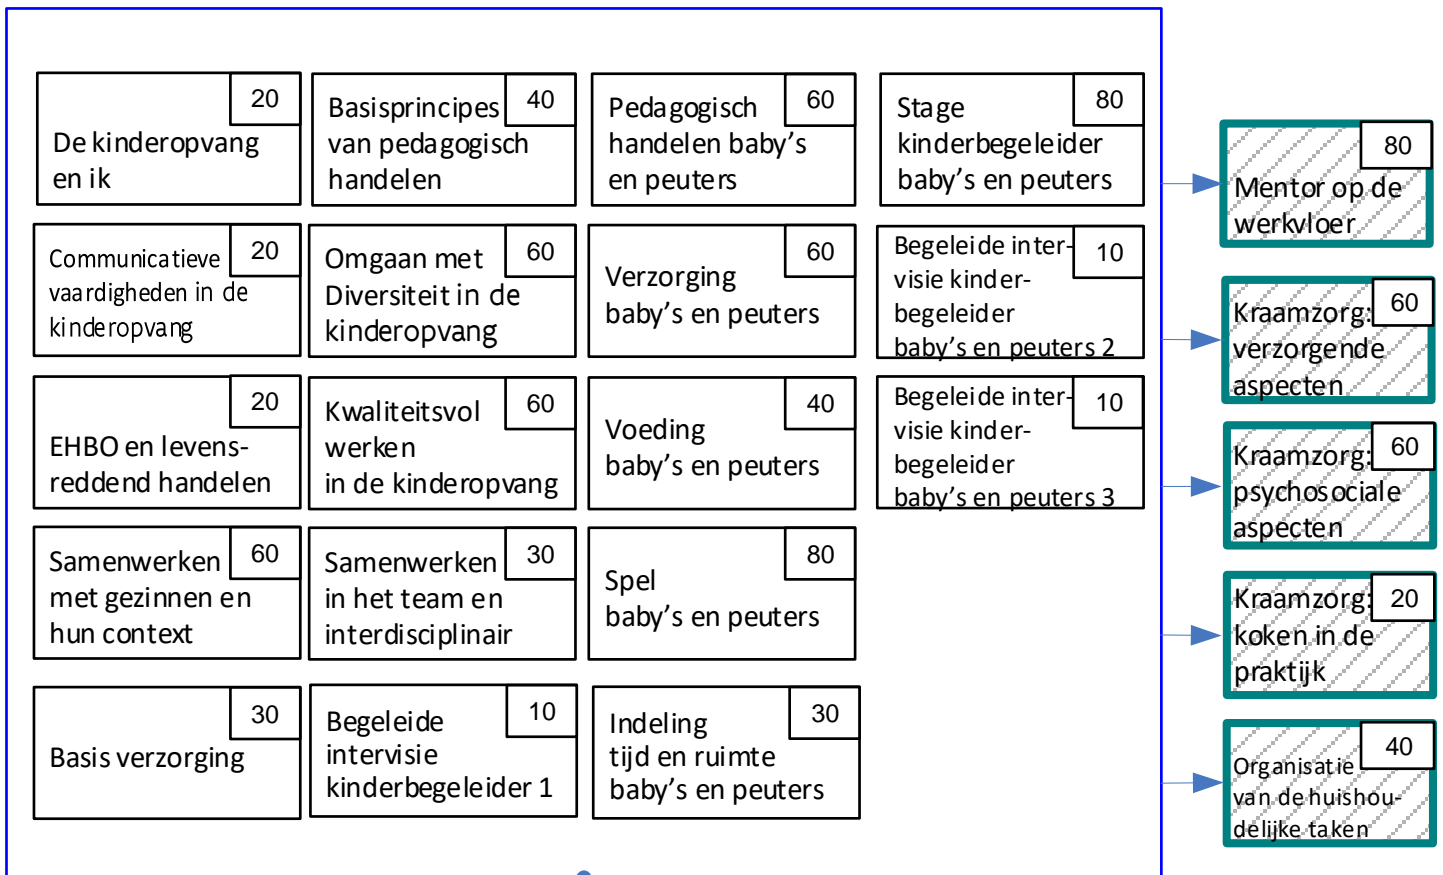 20
De kinderopvang
en ik
40
Basisprincipes
van pedagogisch
handelen
60
Pedagogisch
handelen baby’s
en peuters
80
Stage
kinderbegeleider
baby’s en peuters
80
Mentor op de
werkvloer
20
Communicatieve
vaardigheden in de
kinderopvang
60
Omgaan met
Diversiteit in de
kinderopvang
60
Verzorging
baby’s en peuters
10
Begeleide inter-
visie kinder-
begeleider
baby’s en peuters 2
60
Kraamzorg:
verzorgende
aspecten
20
EHBO en levens-
reddend handelen
60
Kwaliteitsvol
werken
in de kinderopvang
40
Voeding
baby’s en peuters
10
Begeleide inter-
visie kinder-
begeleider
baby’s en peuters 3
60
Kraamzorg:
psychosociale
aspecten
60
Samenwerken
met gezinnen en
hun context
30
Samenwerken
in het team en
interdisciplinair
80
Spel
baby’s en peuters
20
Kraamzorg:
koken in de
praktijk
30
Basis verzorging
10
Begeleide
intervisie
kinderbegeleider 1
30
Indeling
tijd en ruimte
baby’s en peuters
40
Organisatie
van de huishou-
delijke taken